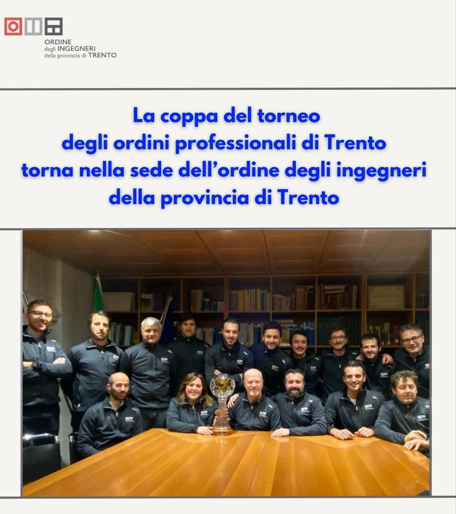 ORDINE
degli INGEGNERI
della provincia di TRENTO
La coppa del torneo
degli ordini professionali di Trento
torna nella sede dell'ordine degli ingegneri
della provincia di Trento